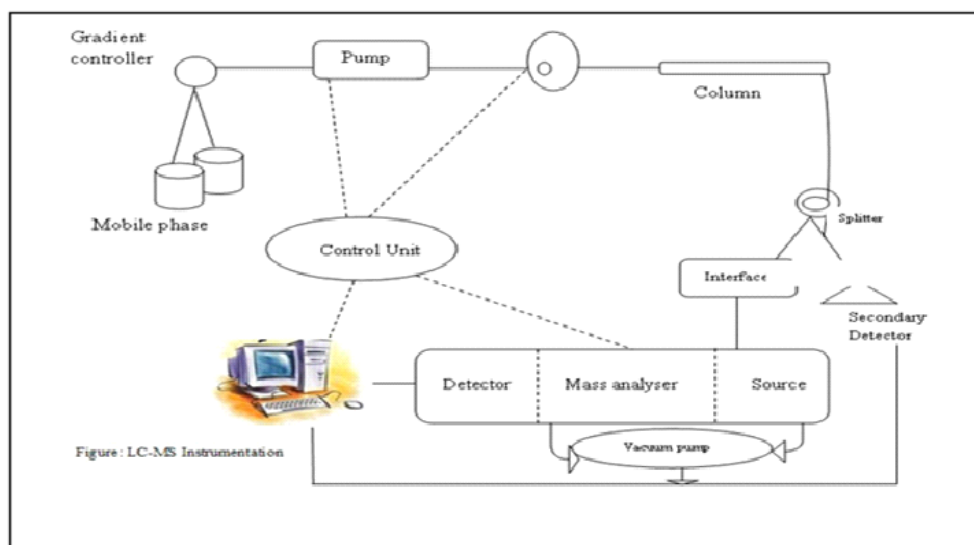 Gradient
controller
Pump
Column
Mobile phase
Splitter
Control Unit
Interface
Secondary
Detector
Detector
Mass analyser
Source
Vacuum pump
Figure: LC-MS Instrumentation